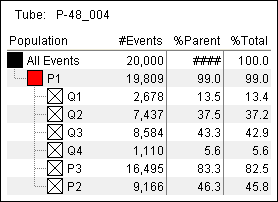 Tube: P-48_004
Population #Events %Parent %Total
All Events 20,000 #### 100.0
P1 19,809 99.0 99.0
Q1 2,678 13.5 13.4
Q2 7,437 37.5 37.2
Q3 8,584 43.3 42.9
Q4 1,110 5.6 5.6
P3 16,495 83.3 82.5
P2 9,166 46.3 45.8